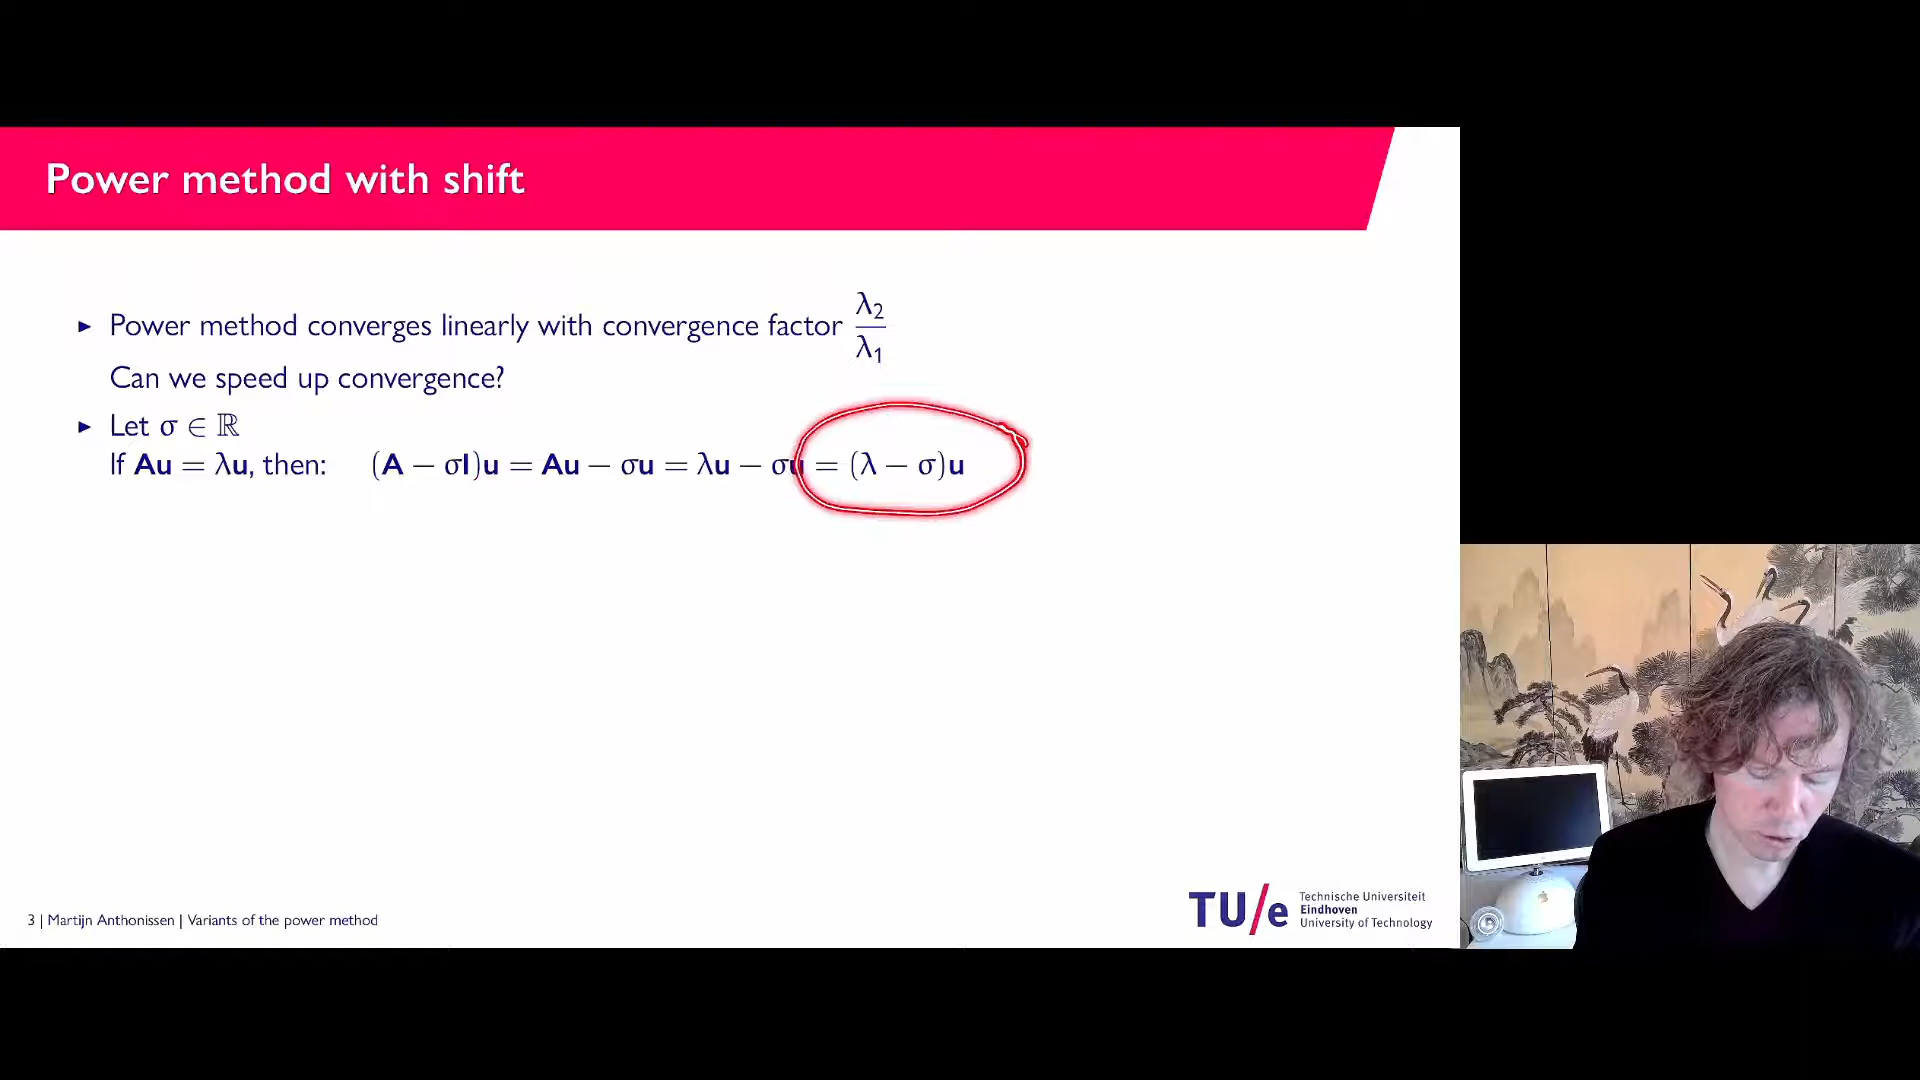 Power method with shift
▶ Power method converges linearly with convergence factor λ₂/λ₁
Can we speed up convergence?
▶ Let σ ∈ ℝ
If Au = λu, then: (A − σI)u = Au − σu = λu − σu = (λ − σ)u
3 | Martijn Anthonissen | Variants of the power method
TU/e Technische Universiteit
Eindhoven
University of Technology